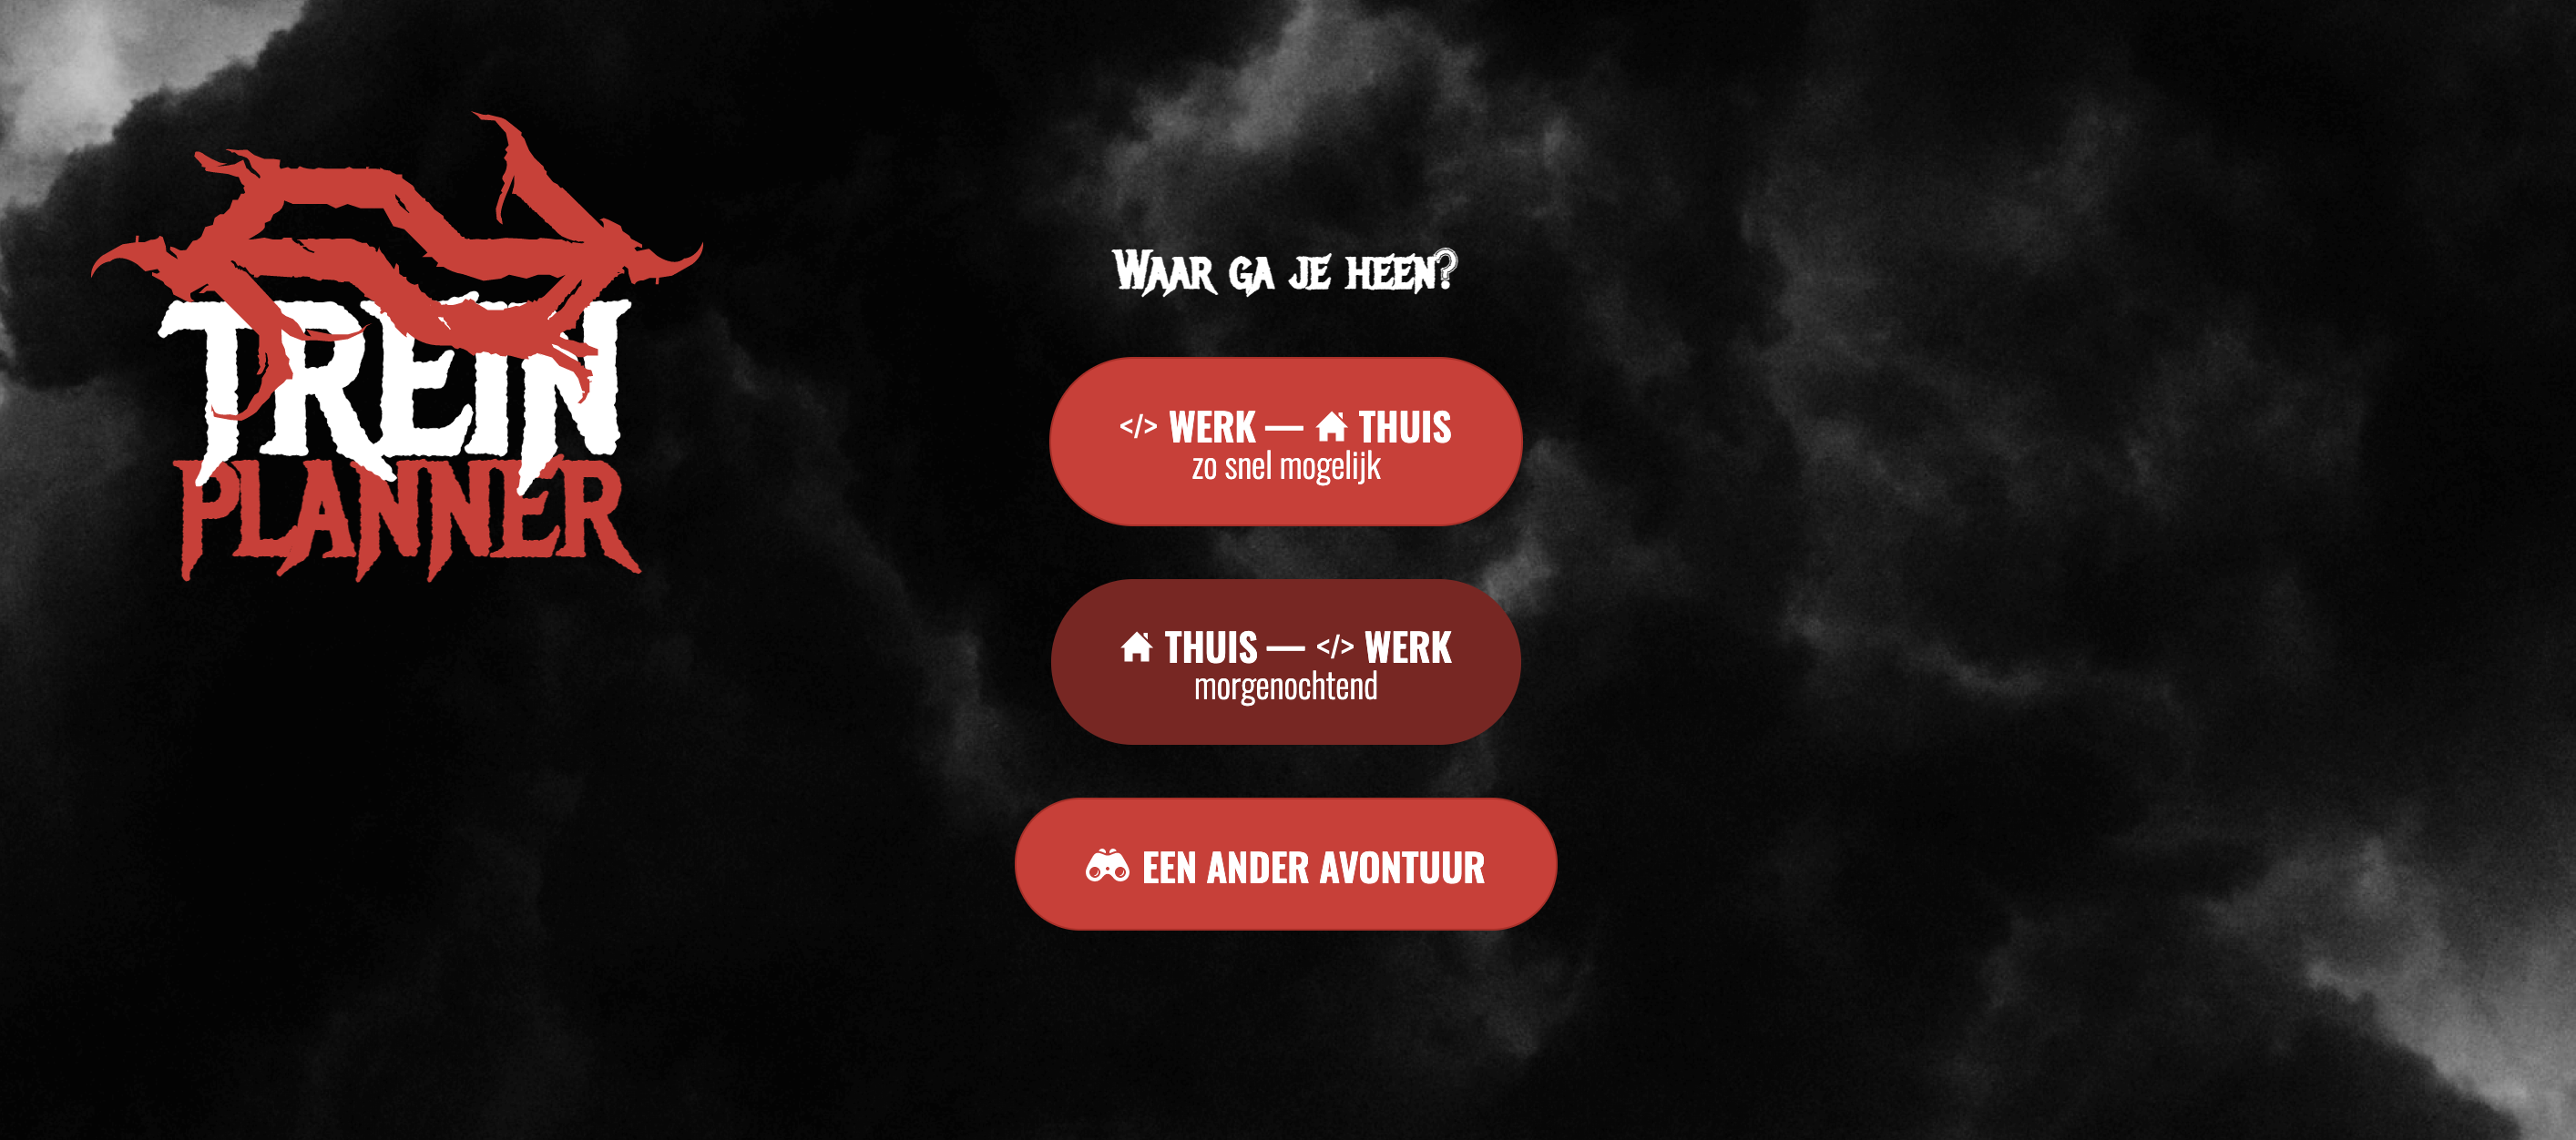 TREIN
PLANNER
Waar ga je heen?
</> WERK — THUIS
zo snel mogelijk
THUIS — </> WERK
morgenochtend
EEN ANDER AVONTUUR